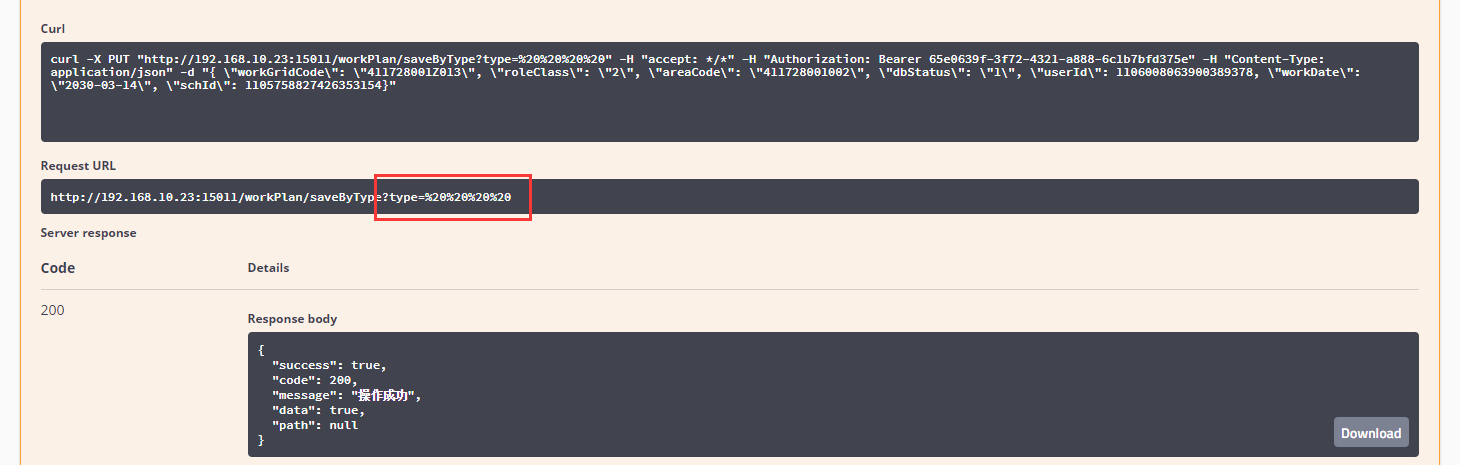 Curl
curl -X PUT "http://192.168.10.23:15011/workPlan/saveByType?type=%20%20%20%20" -H "accept: */*" -H "Authorization: Bearer 65e0639f-3f72-4321-a888-6c1b7bfd375e" -H "Content-Type:
application/json" -d "{ \"workGridCode\": \"411728001Z013\", \"roleClass\": \"2\", \"areaCode\": \"411728001002\", \"dbStatus\": \"1\", \"userId\": 1106008063900389378, \"workDate\":
\"2030-03-14\", \"schId\": 1105758827426353154}"
Request URL
http://192.168.10.23:15011/workPlan/saveByType?type=%20%20%20%20
Server response
Code
Details
200
Response body
{
"success": true,
"code": 200,
"message": "操作成功",
"data": true,
"path": null
}
Download